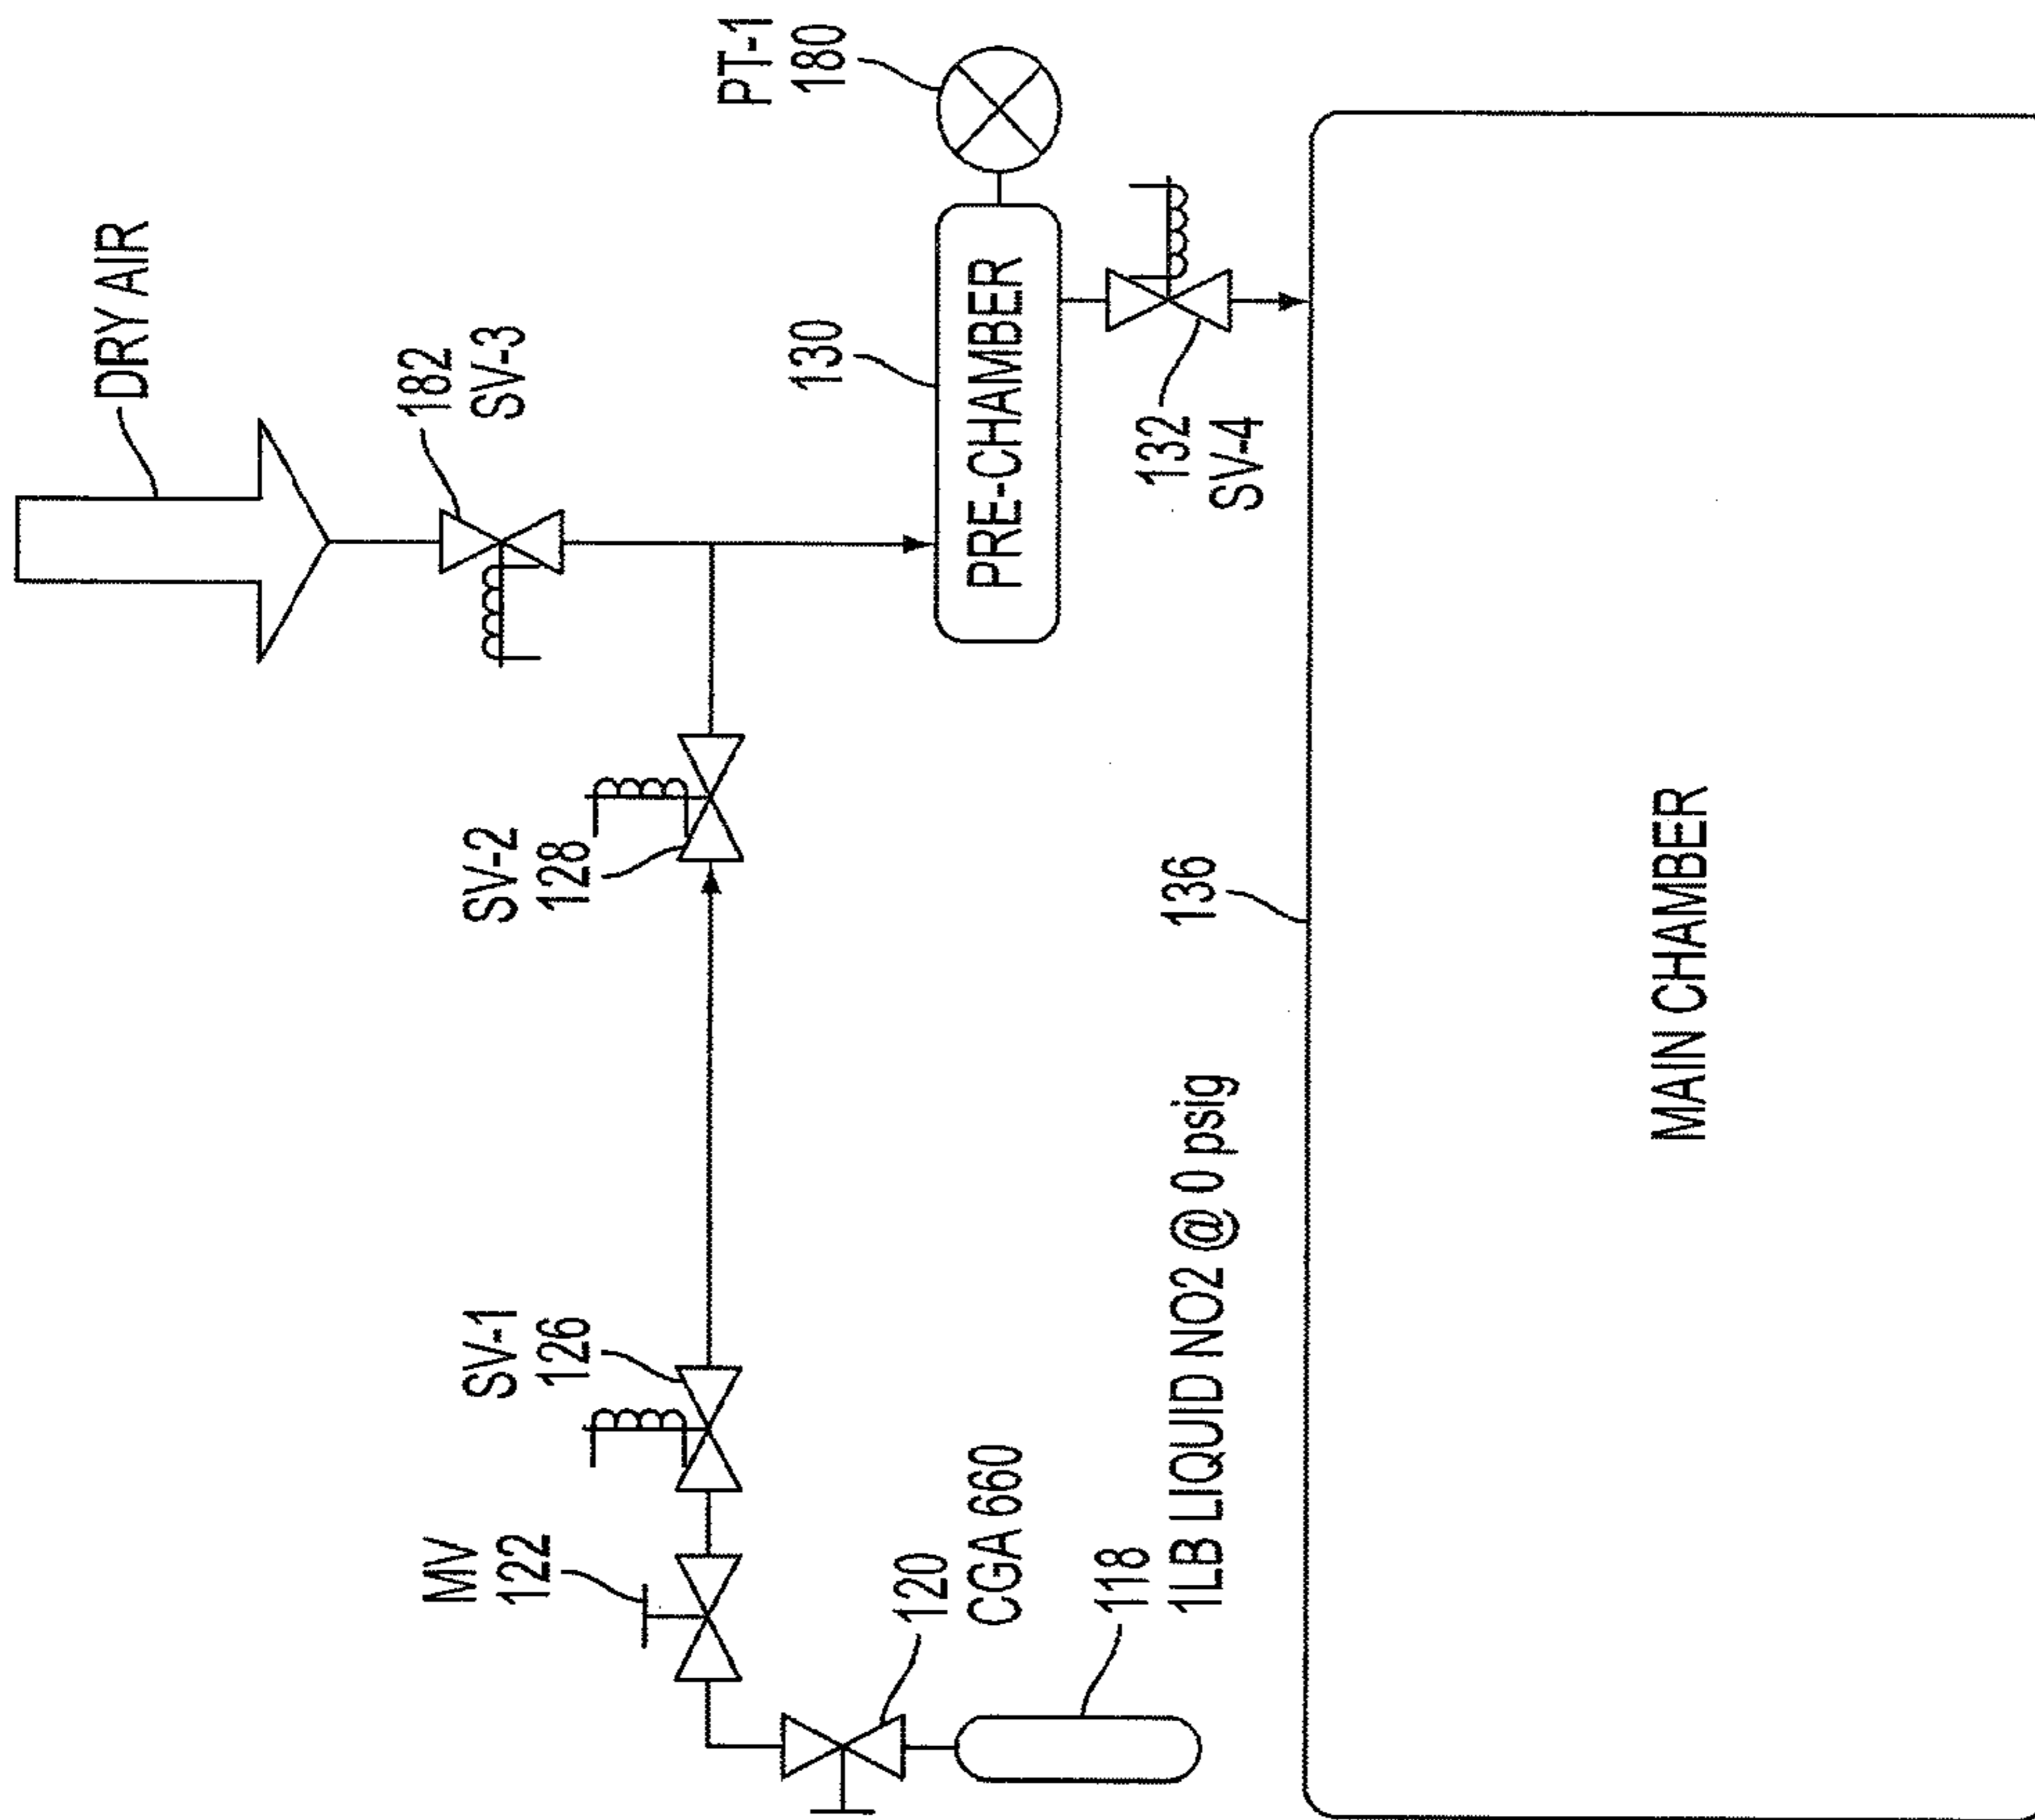 DRY AIR
182
SV-3
PT-1
180
130
PRE-CHAMBER
132
SV-4
SV-2
128
SV-1
126
MV
122
120
CGA 660
118
1LB LIQUID NO2 @ 0 psig
136
MAIN CHAMBER